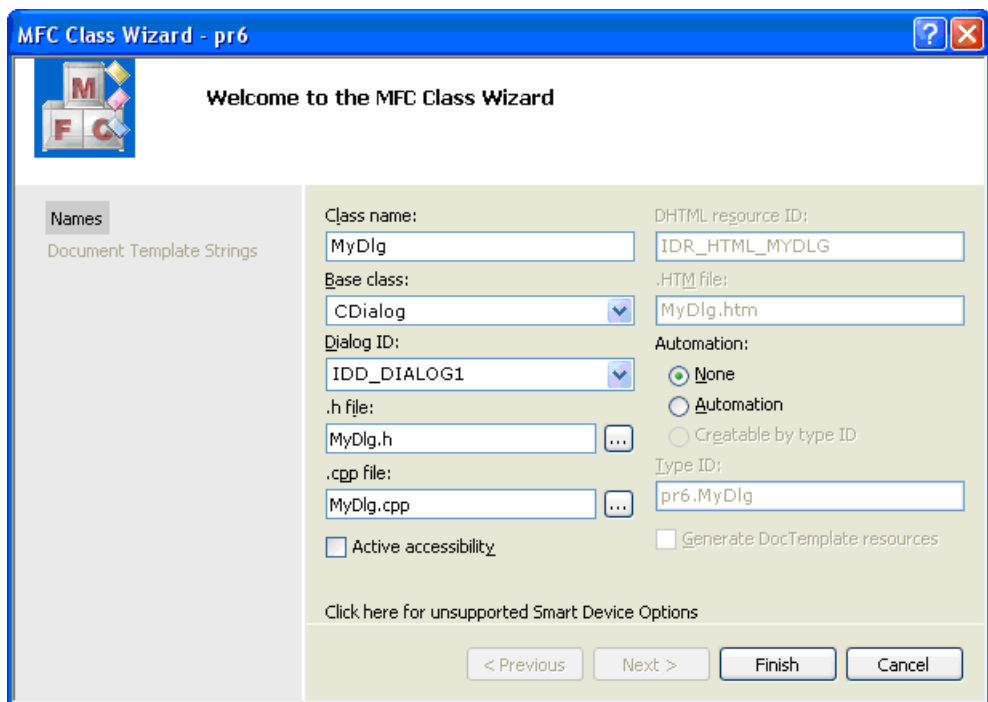 MFC Class Wizard - pr6
M
F C
Welcome to the MFC Class Wizard
Names
Document Template Strings
Class name:
MyDlg
Base class:
CDialog
Dialog ID:
IDD_DIALOG1
.h file:
MyDlg.h
...
.cpp file:
MyDlg.cpp
...
Active accessibility
DHTML resource ID:
IDR_HTML_MYDLG
.HTM file:
MyDlg.htm
Automation:
None
Automation
Creatable by type ID
Type ID:
pr6.MyDlg
Generate DocTemplate resources
Click here for unsupported Smart Device Options
< Previous
Next >
Finish
Cancel